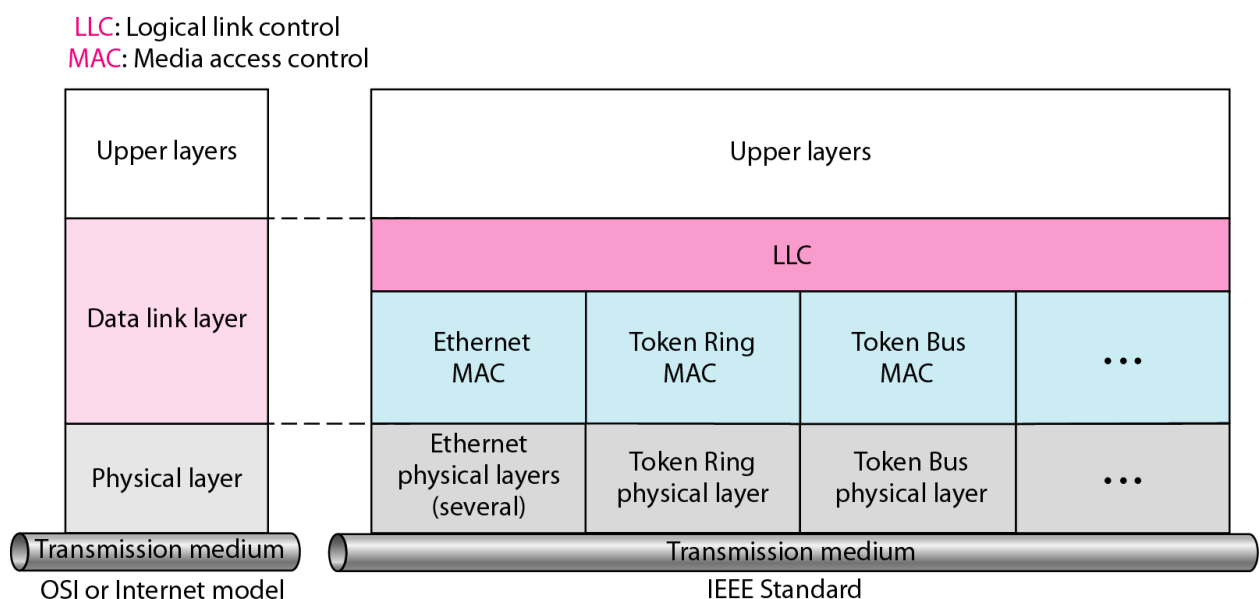 LLC: Logical link control
MAC: Media access control
Upper layers
Data link layer
Physical layer
Transmission medium
OSI or Internet model
Upper layers
LLC
Ethernet
MAC
Token Ring
MAC
Token Bus
MAC
...
Ethernet
physical layers
(several)
Token Ring
physical layer
Token Bus
physical layer
...
Transmission medium
IEEE Standard